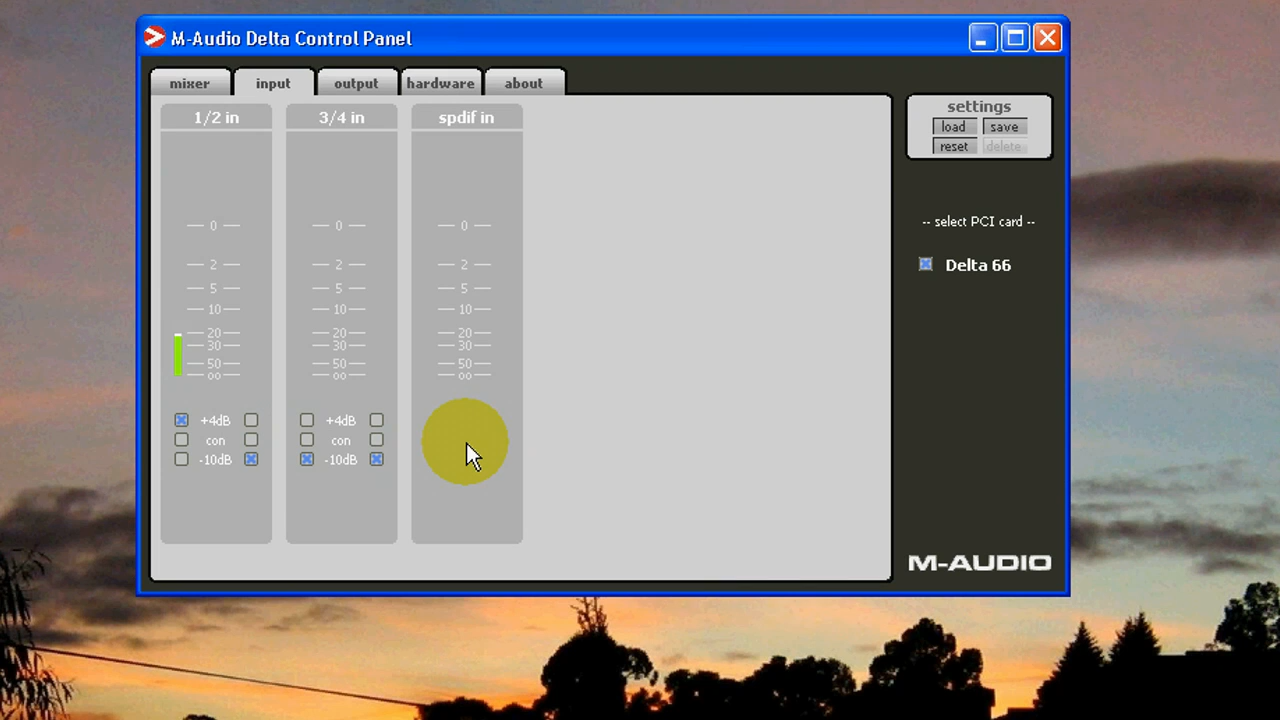 M-Audio Delta Control Panel
mixer input output hardware about
1/2 in 3/4 in spdif in
0 0 0
2 2 2
5 5 5
10 10 10
20 20 20
30 30 30
50 50 50
oo oo oo
+4dB +4dB
con con
-10dB -10dB
settings
load save
reset delete
-- select PCI card --
Delta 66
M-AUDIO